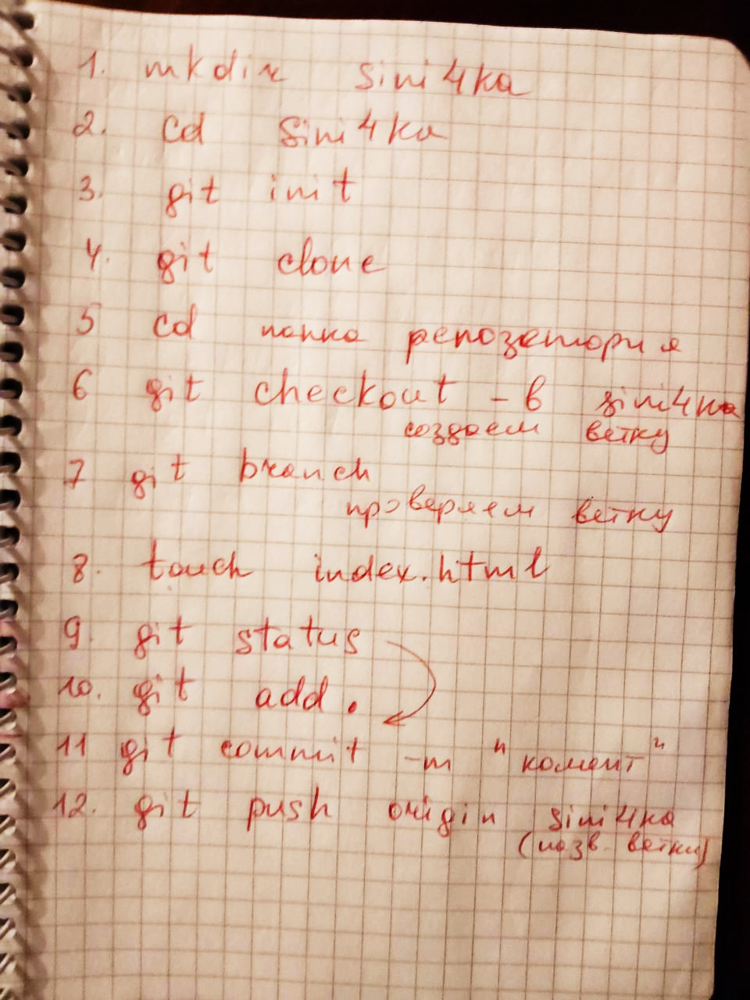 1. mkdir sini4ka
2. cd sini4ka
3. git init
4. git clone
5 cd папка репозетория
6 git checkout -b sini4ka
создаем ветку
7 git branch
проверяем ветку
8. touch index.html
9. git status
10. git add .
11 git commit -m "комент"
12. git push origin sini4ka
(назв. ветки)